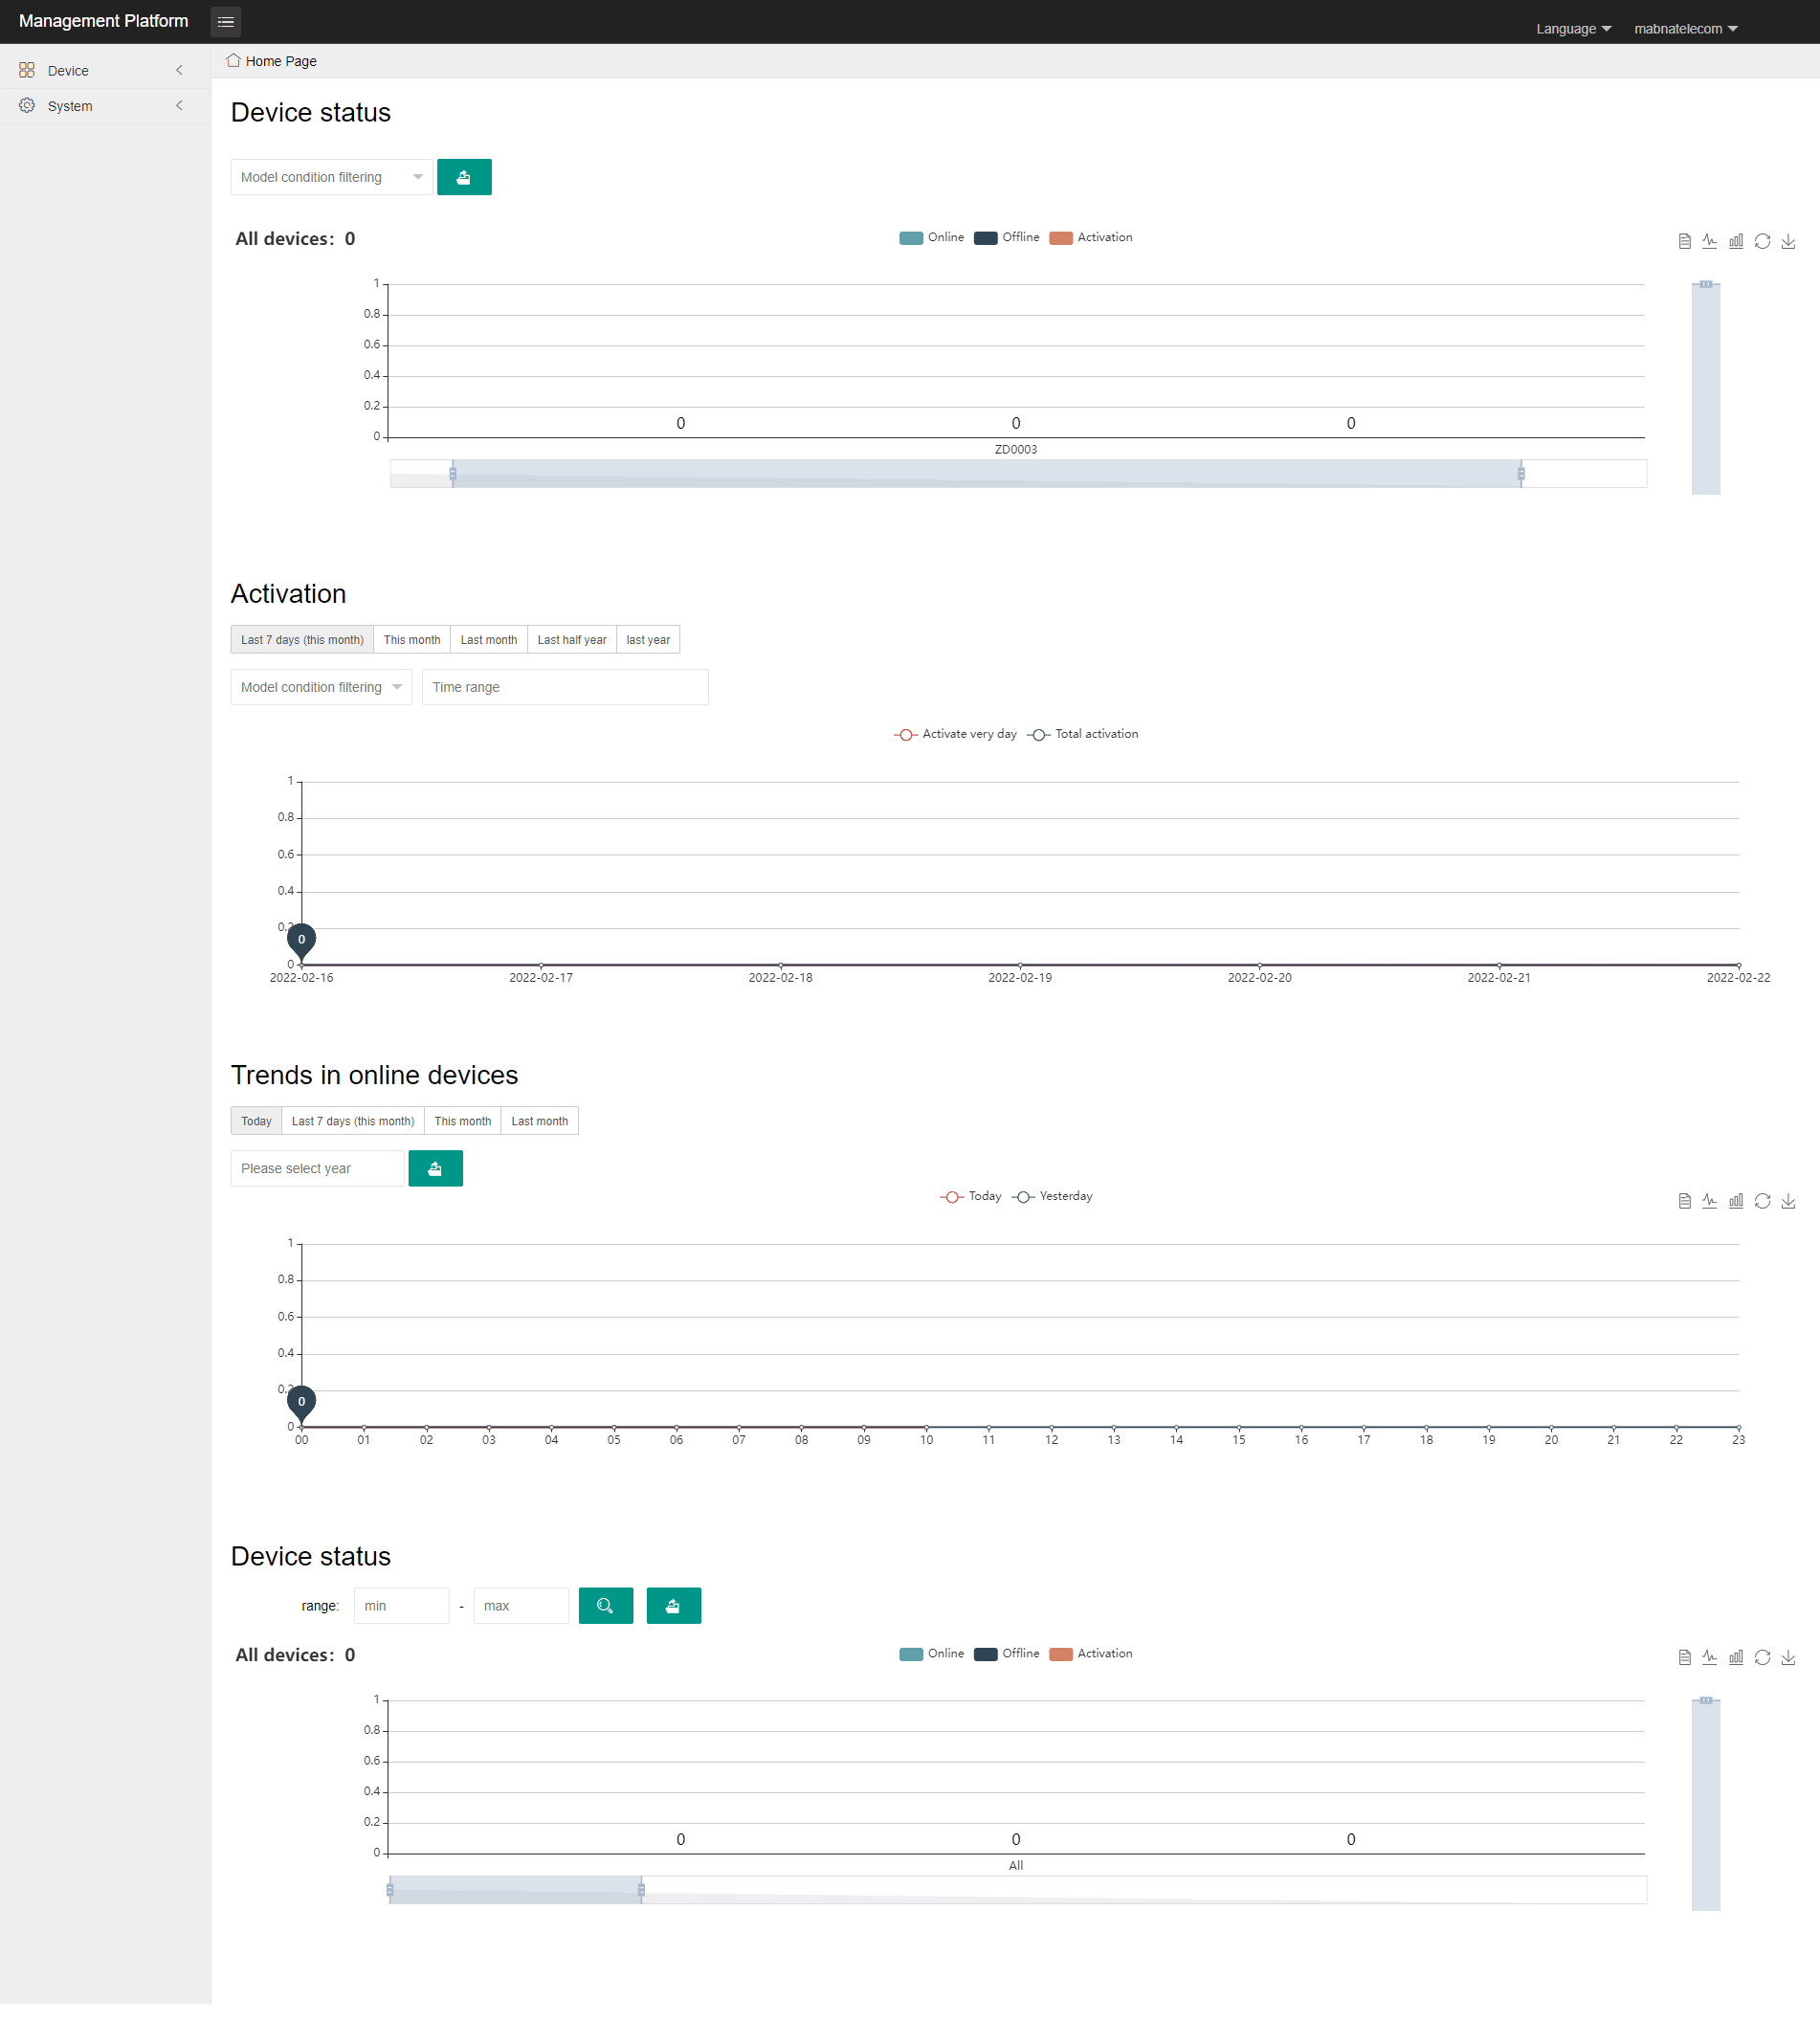 Management Platform
Language
mabnatelecom
Device
System
Home Page
Device status
Model condition filtering
All devices: 0
Online Offline Activation
1
0.8
0.6
0.4
0.2
0
0 0 0
ZD0003
Activation
Last 7 days (this month) This month Last month Last half year last year
Model condition filtering Time range
Activate very day Total activation
1
0.8
0.6
0.4
0
0
2022-02-16 2022-02-17 2022-02-18 2022-02-19 2022-02-20 2022-02-21 2022-02-22
Trends in online devices
Today Last 7 days (this month) This month Last month
Please select year
Today Yesterday
1
0.8
0.6
0.4
0
0
00 01 02 03 04 05 06 07 08 09 10 11 12 13 14 15 16 17 18 19 20 21 22 23
Device status
range: min - max
All devices: 0
Online Offline Activation
1
0.8
0.6
0.4
0.2
0
0 0 0
All